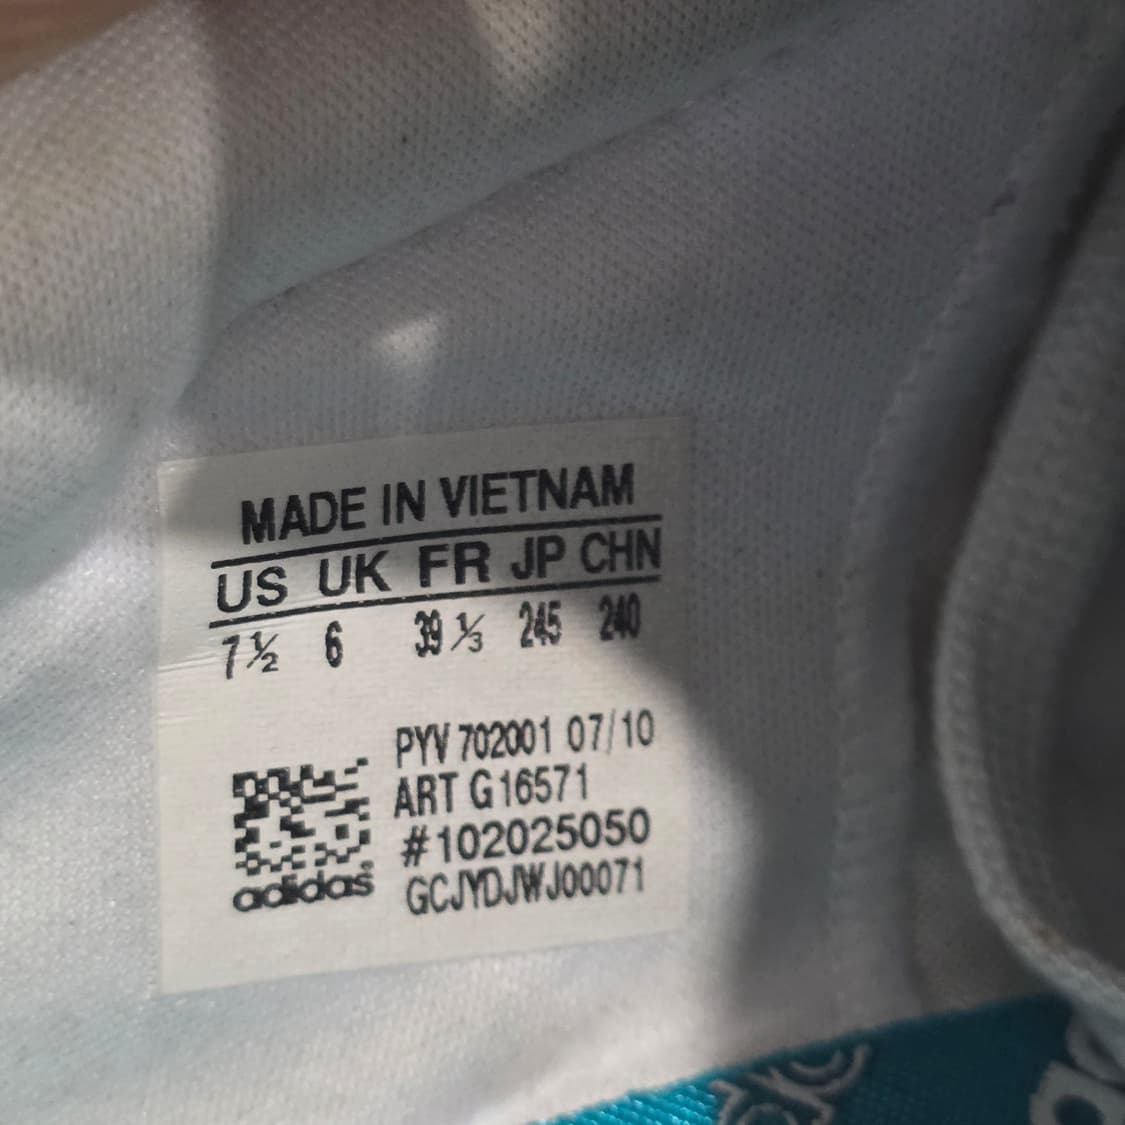 MADE IN VIETNAM
US UK FR JP CHN
7½ 6 39⅓ 245 240
PYV 702001 07/10
ART G16571
#102025050
GCJYDJWJ00071
adidas